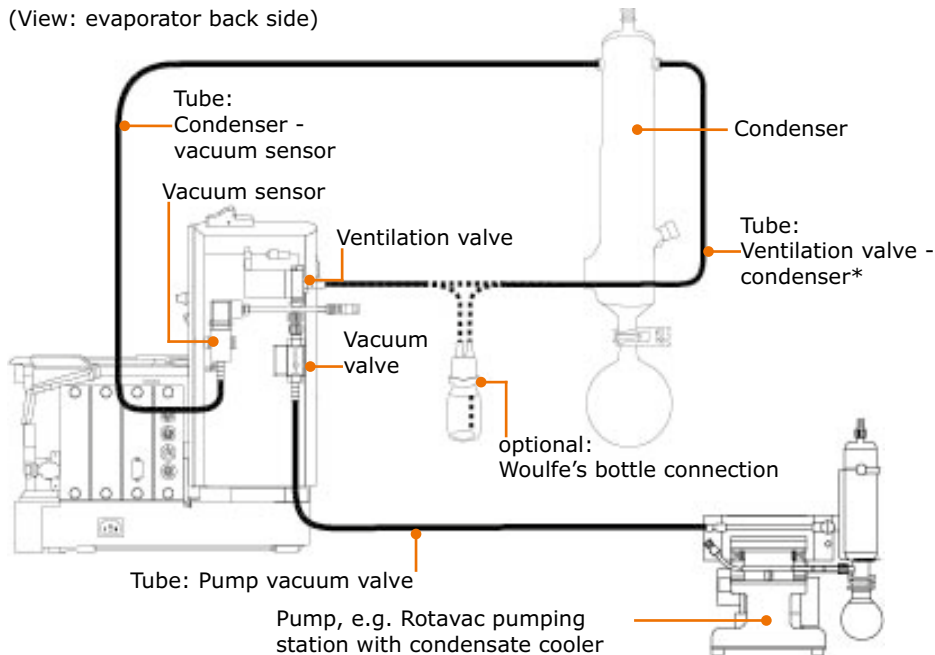 (View: evaporator back side)
Tube:
Condenser -
vacuum sensor
Condenser
Vacuum sensor
Ventilation valve
Tube:
Ventilation valve -
condenser*
Vacuum
valve
optional:
Woulfe's bottle connection
Tube: Pump vacuum valve
Pump, e.g. Rotavac pumping
station with condensate cooler